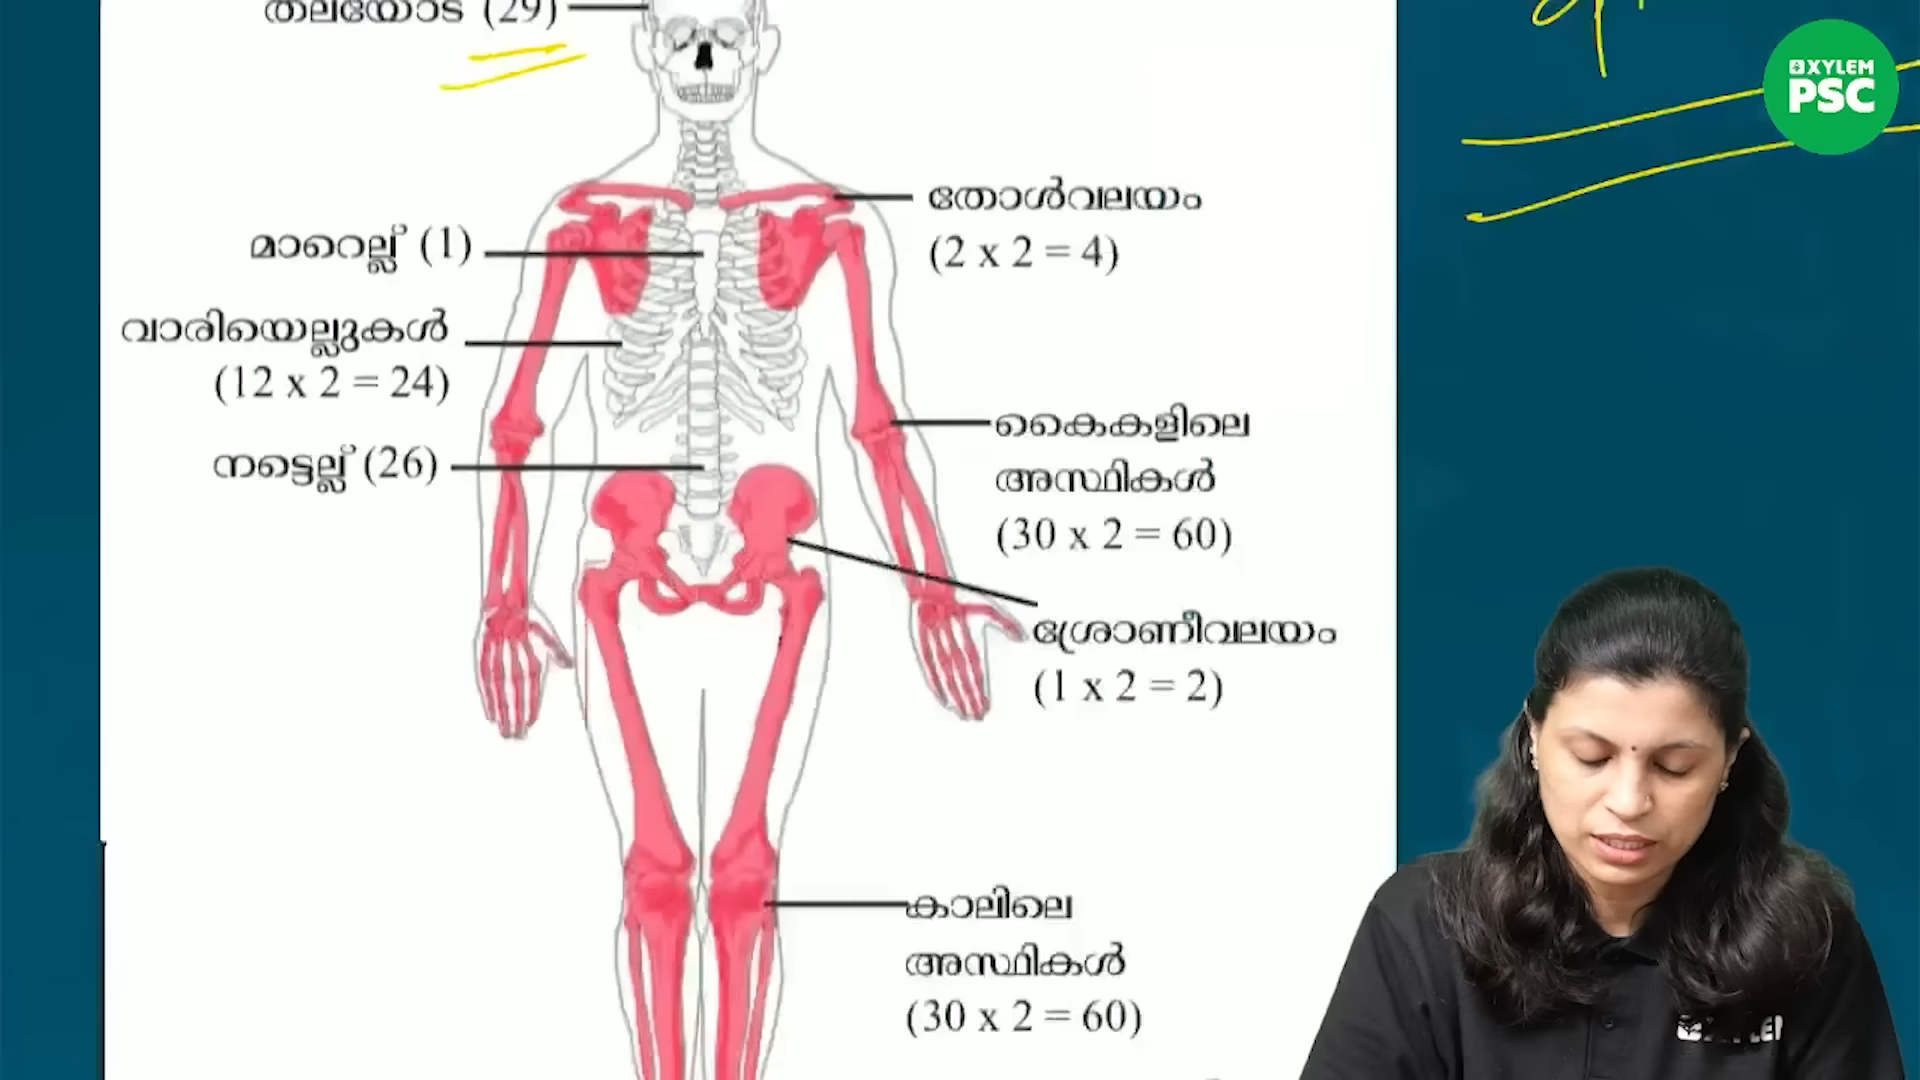 തലയോട് (29)
XYLEM
PSC
തോൾവലയം
(2 x 2 = 4)
മാറെല്ല് (1)
വാരിയെല്ലുകൾ
(12 x 2 = 24)
നട്ടെല്ല് (26)
കൈകളിലെ
അസ്ഥികൾ
(30 x 2 = 60)
ശ്രോണീവലയം
(1 x 2 = 2)
കാലിലെ
അസ്ഥികൾ
(30 x 2 = 60)